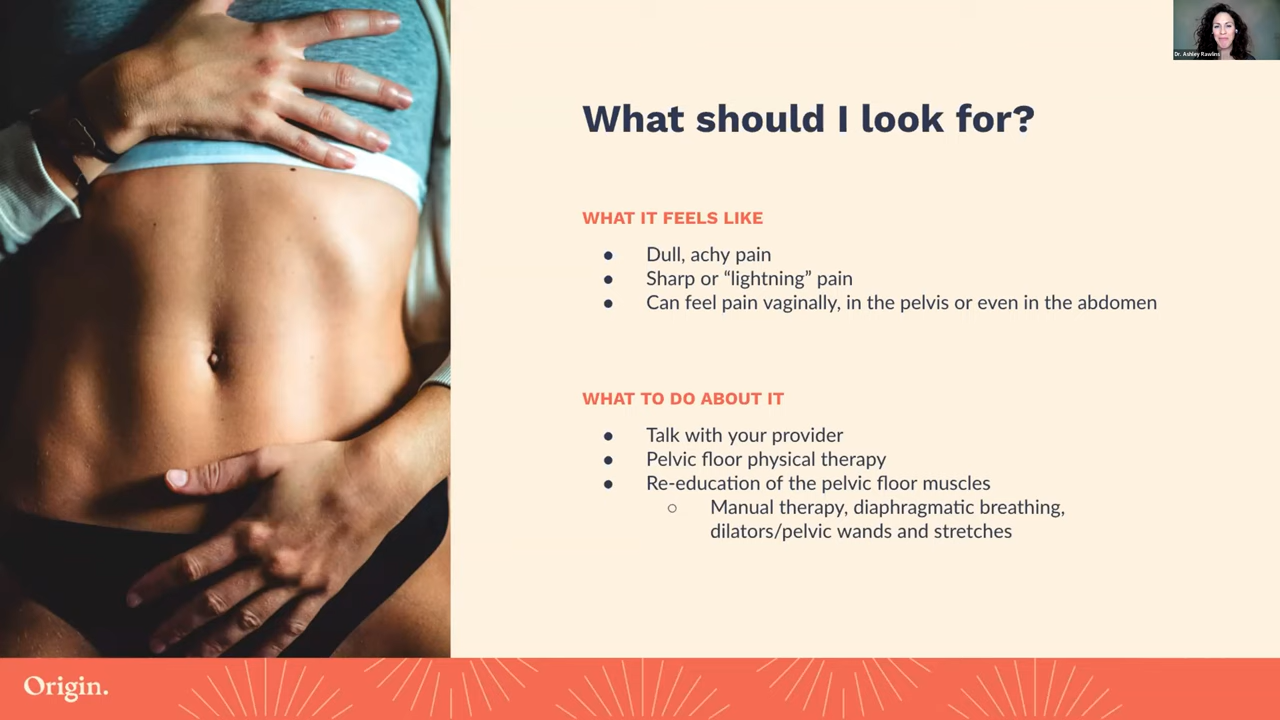 Dr. Ashley Rawlins
What should I look for?
WHAT IT FEELS LIKE
● Dull, achy pain
● Sharp or “lightning” pain
● Can feel pain vaginally, in the pelvis or even in the abdomen
WHAT TO DO ABOUT IT
● Talk with your provider
● Pelvic floor physical therapy
● Re-education of the pelvic floor muscles
○ Manual therapy, diaphragmatic breathing,
dilators/pelvic wands and stretches
Origin.